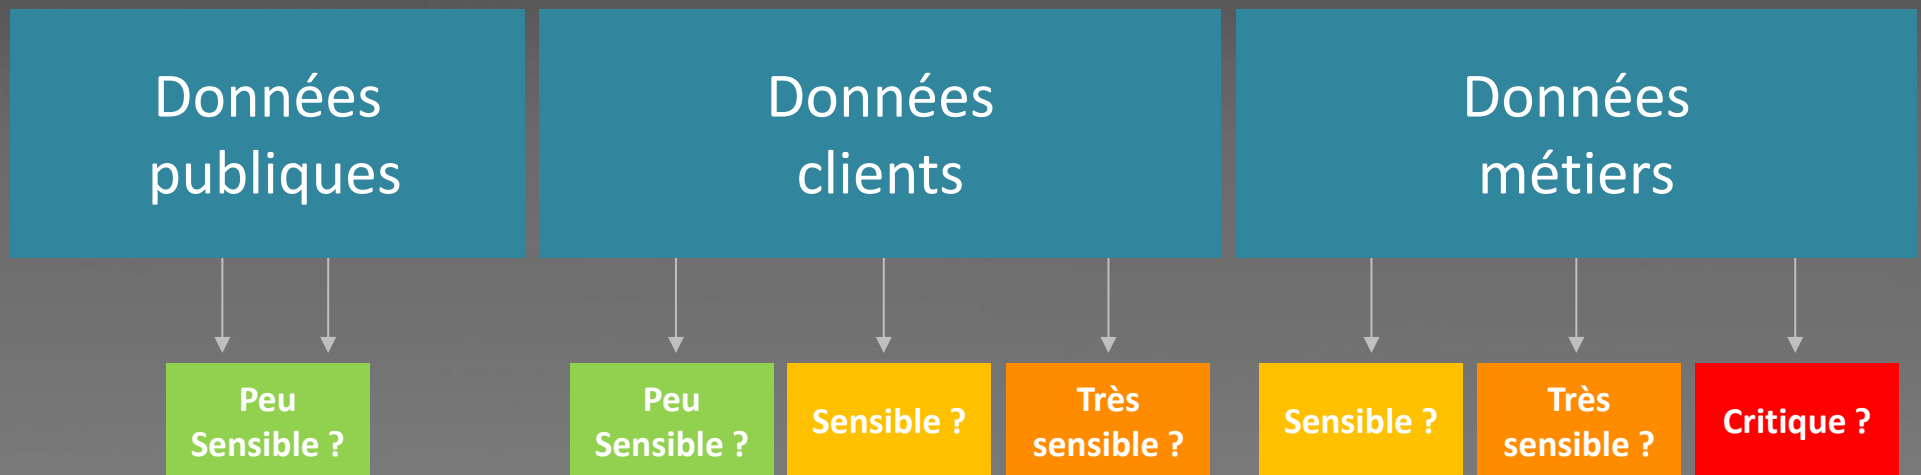 Données
publiques
Données
clients
Données
métiers
Peu
Sensible ?
Peu
Sensible ?
Sensible ?
Très
sensible ?
Sensible ?
Très
sensible ?
Critique ?